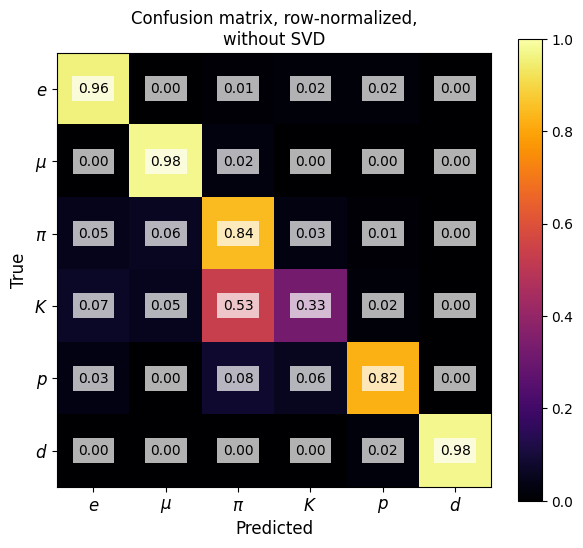 Confusion matrix, row-normalized,
without SVD
1.0
e 0.96 0.00 0.01 0.02 0.02 0.00
μ 0.00 0.98 0.02 0.00 0.00 0.00
0.8
π 0.05 0.06 0.84 0.03 0.01 0.00
0.6
True
K 0.07 0.05 0.53 0.33 0.02 0.00
0.4
p 0.03 0.00 0.08 0.06 0.82 0.00
0.2
d 0.00 0.00 0.00 0.00 0.02 0.98
0.0
e μ π K p d
Predicted